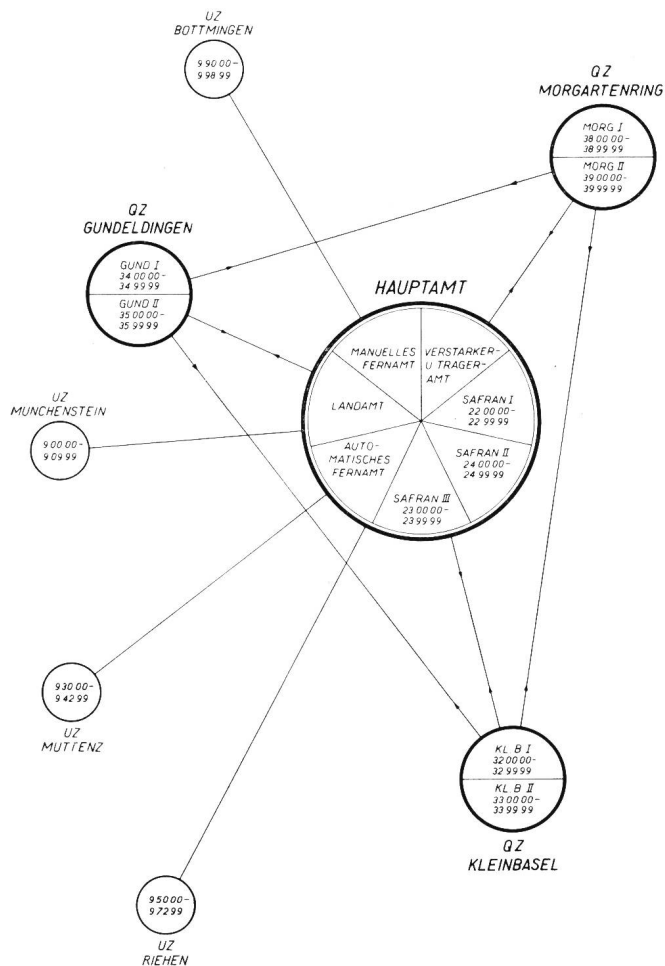 UZ
BOTTMINGEN
9 90 00-
9 98 99
QZ
MORGARTENRING
MORG I
38 00 00-
38 99 99
MORG II
39 00 00-
39 99 99
QZ
GUNDELDINGEN
GUND I
34 00 00-
34 99 99
GUND II
35 00 00-
35 99 99
HAUPTAMT
MANUELLES
FERNAMT
VERSTARKER-
U TRAGER-
AMT
LANDAMT
SAFRAN I
22 00 00-
22 99 99
AUTO-
MATISCHES
FERNAMT
SAFRAN II
24 00 00-
24 99 99
SAFRAN III
23 00 00-
23 99 99
UZ
MUNCHENSTEIN
9 00 00-
9 09 99
9 30 00-
9 42 99
UZ
MUTTENZ
KL. B I
32 00 00-
32 99 99
KL. B II
33 00 00-
33 99 99
QZ
KLEINBASEL
9 50 00-
9 72 99
UZ
RIEHEN